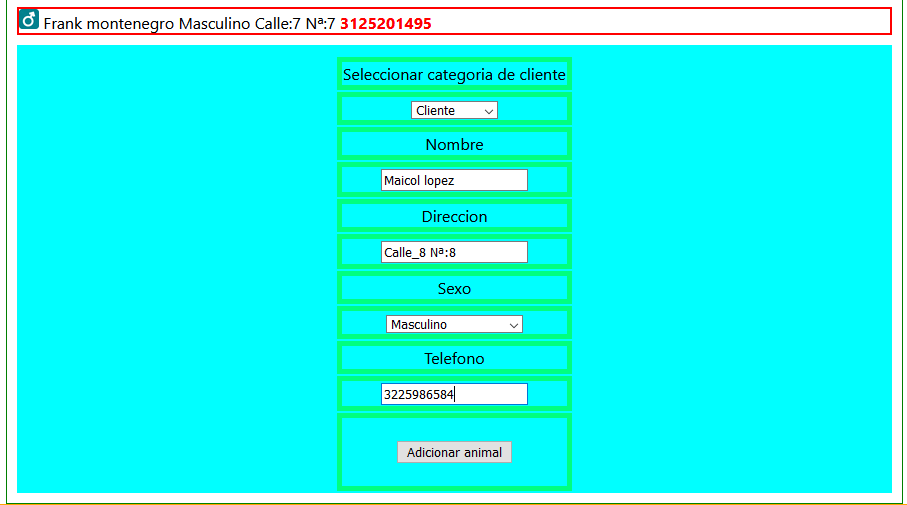 Frank montenegro Masculino Calle:7 Nª:7 3125201495
Seleccionar categoria de cliente
Cliente
Nombre
Maicol lopez
Direccion
Calle_8 Nª:8
Sexo
Masculino
Telefono
3225986584
Adicionar animal